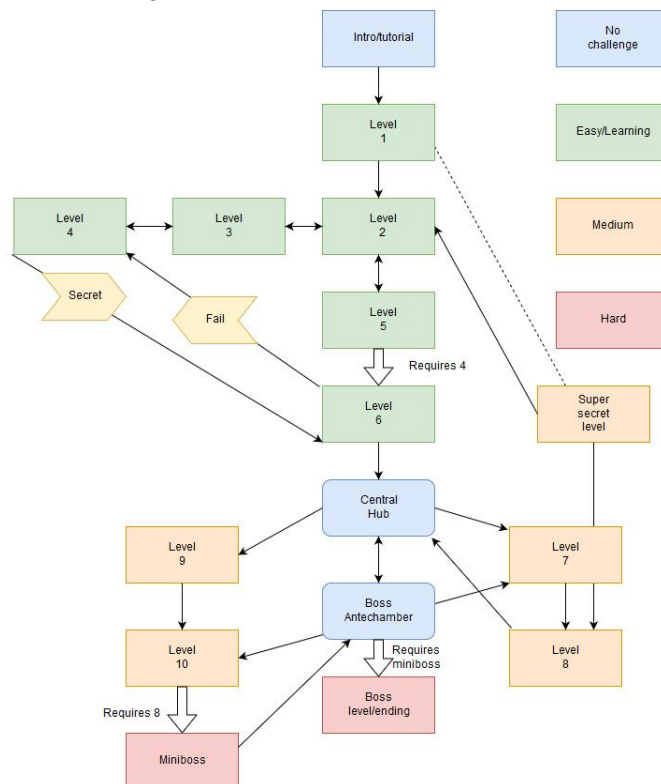 Intro/tutorial
No
challenge
Level
1
Easy/Learning
Level
4
Level
3
Level
2
Medium
Secret
Fail
Level
5
Hard
Requires 4
Level
6
Super
secret
level
Central
Hub
Level
9
Level
7
Boss
Antechamber
Level
10
Requires
miniboss
Level
8
Requires 8
Boss
level/ending
Miniboss